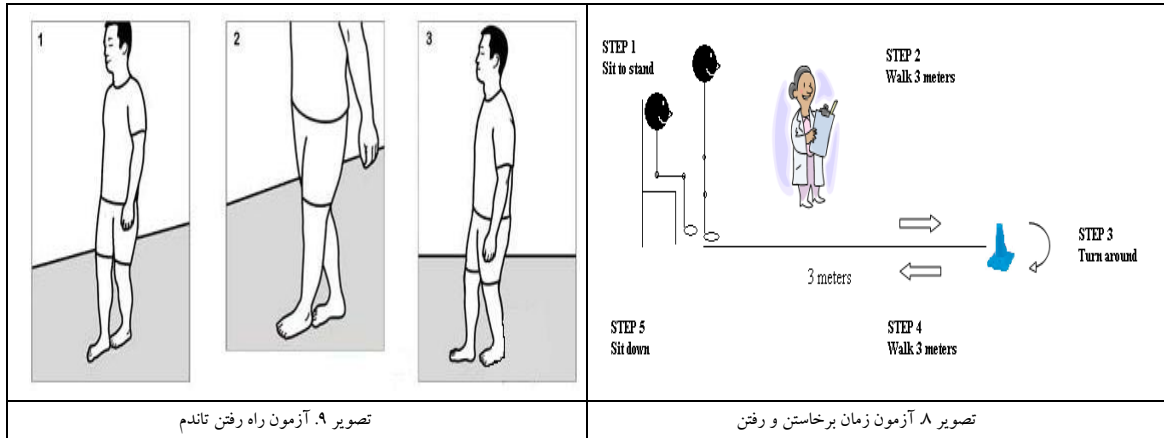 1
2
3
STEP 1
Sit to stand
STEP 2
Walk 3 meters
STEP 3
Turn around
3 meters
STEP 5
Sit down
STEP 4
Walk 3 meters
تصویر ۹. آزمون راه رفتن تاندم
تصویر ۸. آزمون زمان برخاستن و رفتن